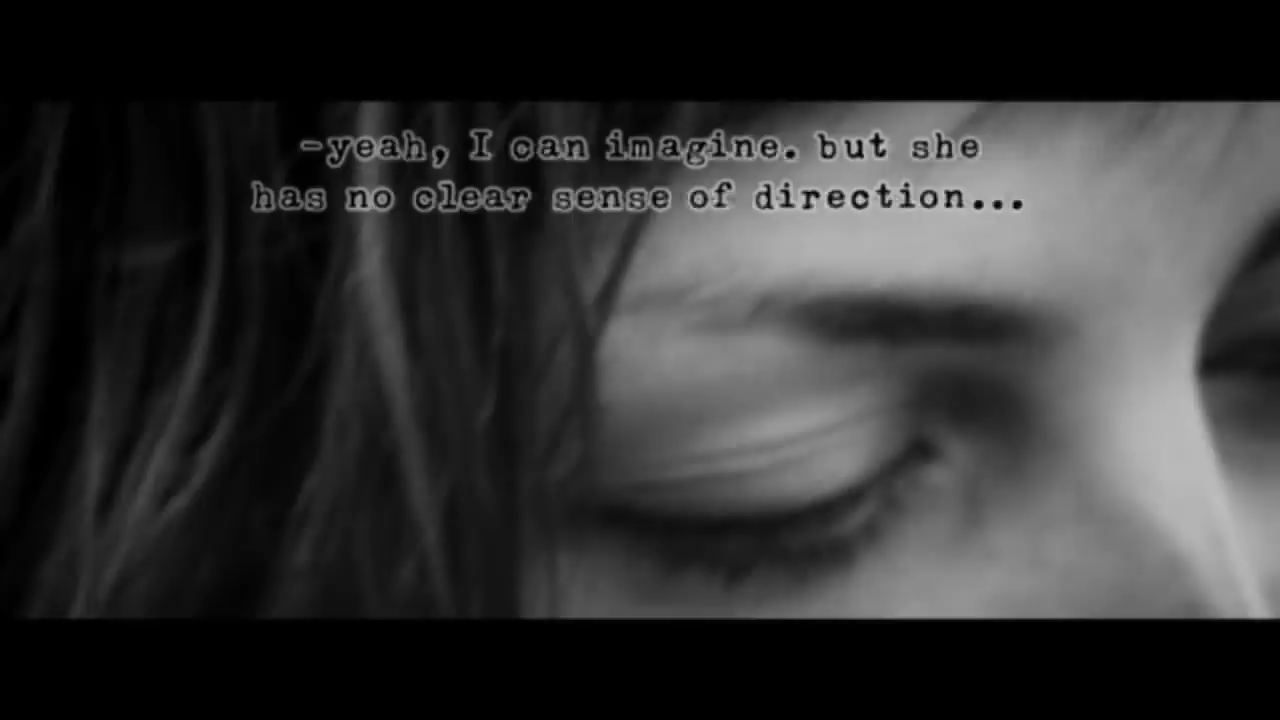 -yeah, I can imagine. but she
has no clear sense of direction...